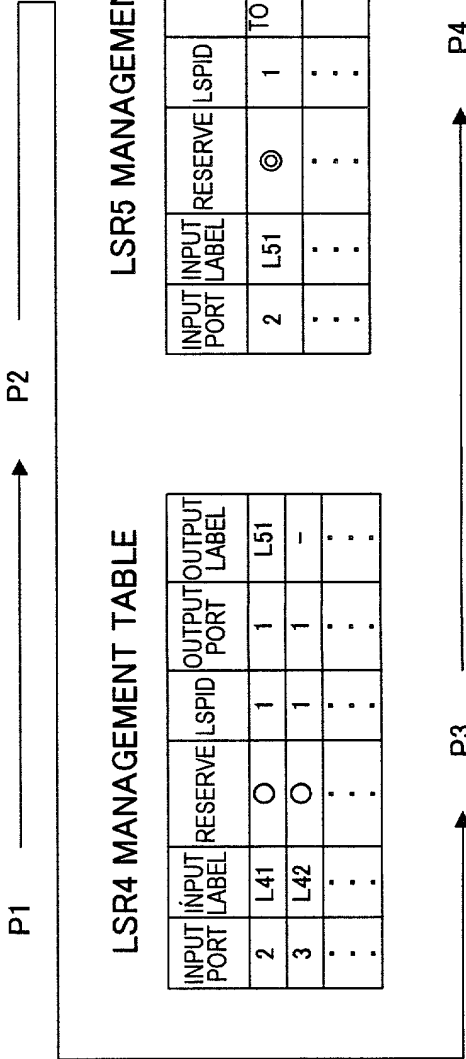 P1 P2
LSR4 MANAGEMENT TABLE
INPUT PORT INPUT LABEL RESERVE LSPID OUTPUT PORT OUTPUT LABEL
2 L41 ○ 1 1 L51
3 L42 ○ 1 1 -
. . . . . . . . . . . . . . . . . .
LSR5 MANAGEMEN
INPUT PORT INPUT LABEL RESERVE LSPID
2 L51 ◎ 1 TO
. . . . . . . . . . . .
P3 P4